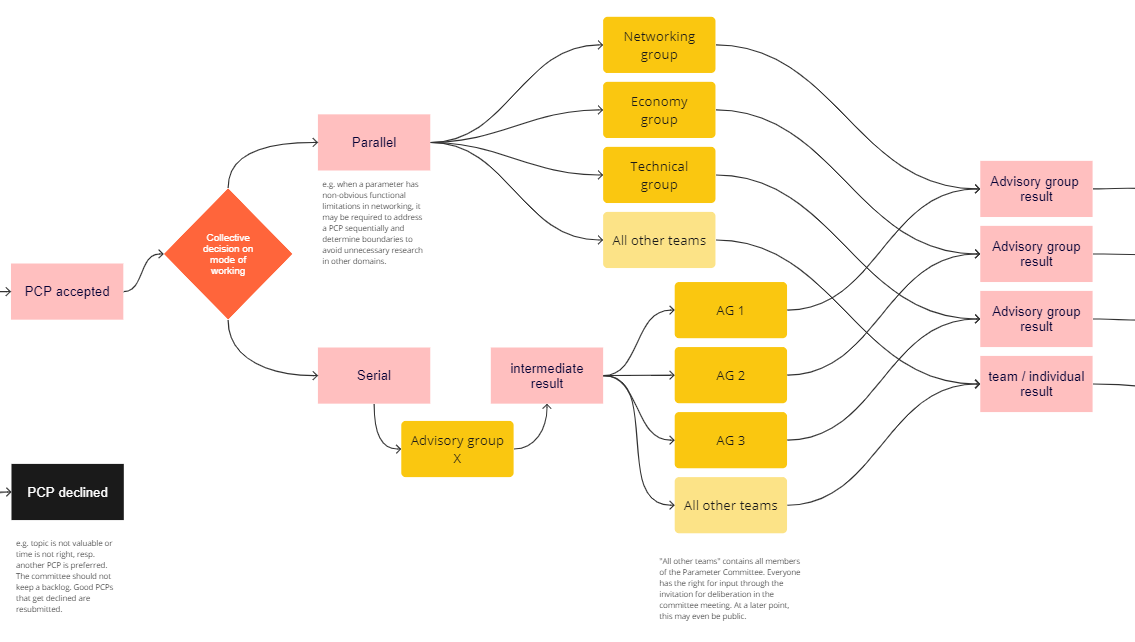 Networking
group
Economy
group
Technical
group
All other teams
Parallel
e.g. when a parameter has
non-obvious functional
limitations in networking, it
may be required to address
a PCP sequentially and
determine boundaries to
avoid unnecessary research
in other domains.
Collective
decision on
mode of
working
PCP accepted
Advisory group
result
Advisory group
result
Advisory group
result
team / individual
result
Serial
intermediate
result
Advisory group
X
AG 1
AG 2
AG 3
All other teams
PCP declined
e.g. topic is not valuable or
time is not right, resp.
another PCP is preferred.
The committee should not
keep a backlog. Good PCPs
that get declined are
resubmitted.
"All other teams" contains all members
of the Parameter Committee. Everyone
has the right for input through the
invitation for deliberation in the
committee meeting. At a later point,
this may even be public.